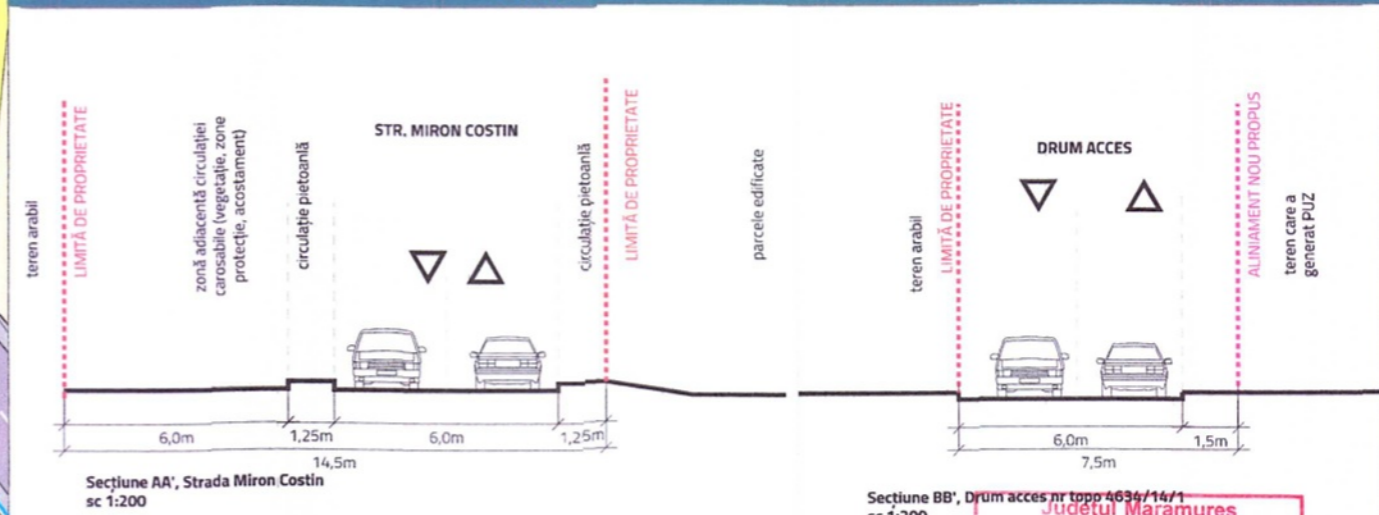 teren arabil
LIMITĂ DE PROPRIETATE
zonă adiacentă circulației
carosabile (vegetație, zone
protecție, acostament)
circulație pietoanlă
STR. MIRON COSTIN
circulație pietoanlă
LIMITĂ DE PROPRIETATE
parcele edificate
6,0m
1,25m
6,0m
1,25m
14,5m
Secțiune AA', Strada Miron Costin
sc 1:200
teren arabil
LIMITĂ DE PROPRIETATE
DRUM ACCES
ALINIAMENT NOU PROPUS
teren care a
generat PUZ
6,0m
1,5m
7,5m
Secțiune BB', Drum acces nr topo 4634/14/1
sc 1:200
Județul Maramureș